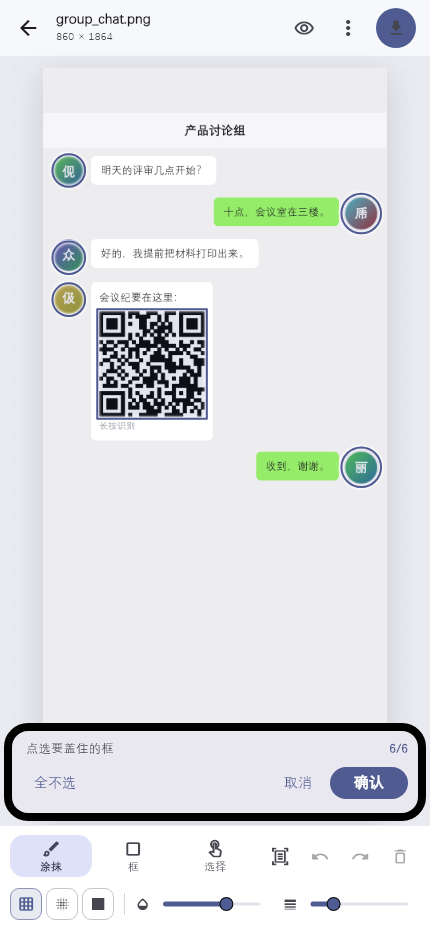 group_chat.png
860 × 1864
产品讨论组
明天的评审几点开始？
十点，会议室在三楼。
众
好的，我提前把材料打印出来。
会议纪要在这里：
长按识别
收到，谢谢。
丽
点选要盖住的框
6/6
全不选
取消
确认
涂抹
框
选择